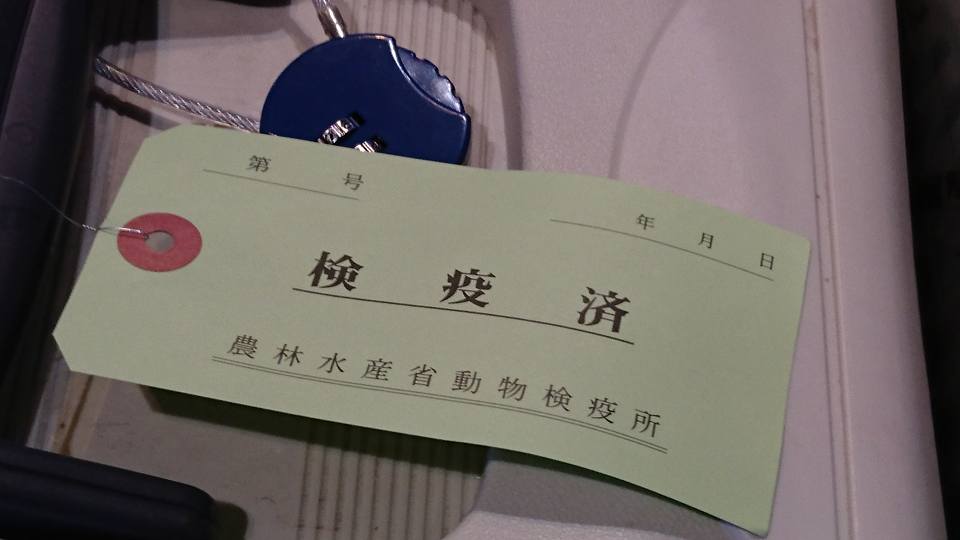 第 号
年 月 日
検 疫 済
農林水産省動物検疫所